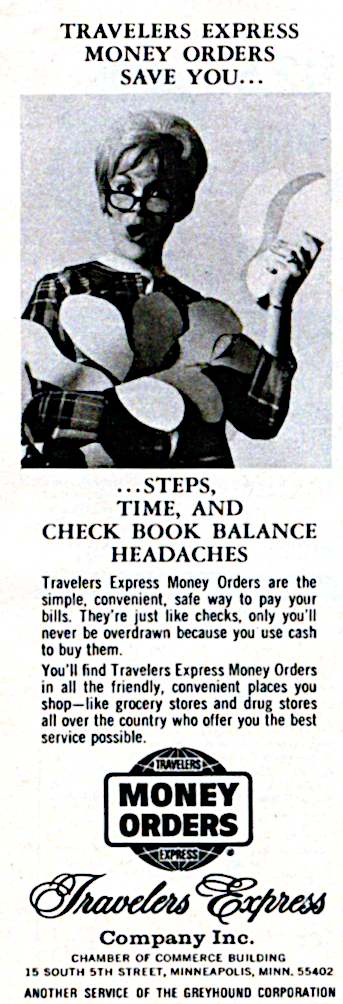 TRAVELERS EXPRESS
MONEY ORDERS
SAVE YOU...
...STEPS,
TIME, AND
CHECK BOOK BALANCE
HEADACHES
Travelers Express Money Orders are the
simple, convenient, safe way to pay your
bills. They're just like checks, only you'll
never be overdrawn because you use cash
to buy them.
You'll find Travelers Express Money Orders
in all the friendly, convenient places you
shop—like grocery stores and drug stores
all over the country who offer you the best
service possible.
TRAVELERS
MONEY
ORDERS
EXPRESS
Travelers Express
Company Inc.
CHAMBER OF COMMERCE BUILDING
15 SOUTH 5TH STREET, MINNEAPOLIS, MINN. 55402
ANOTHER SERVICE OF THE GREYHOUND CORPORATION